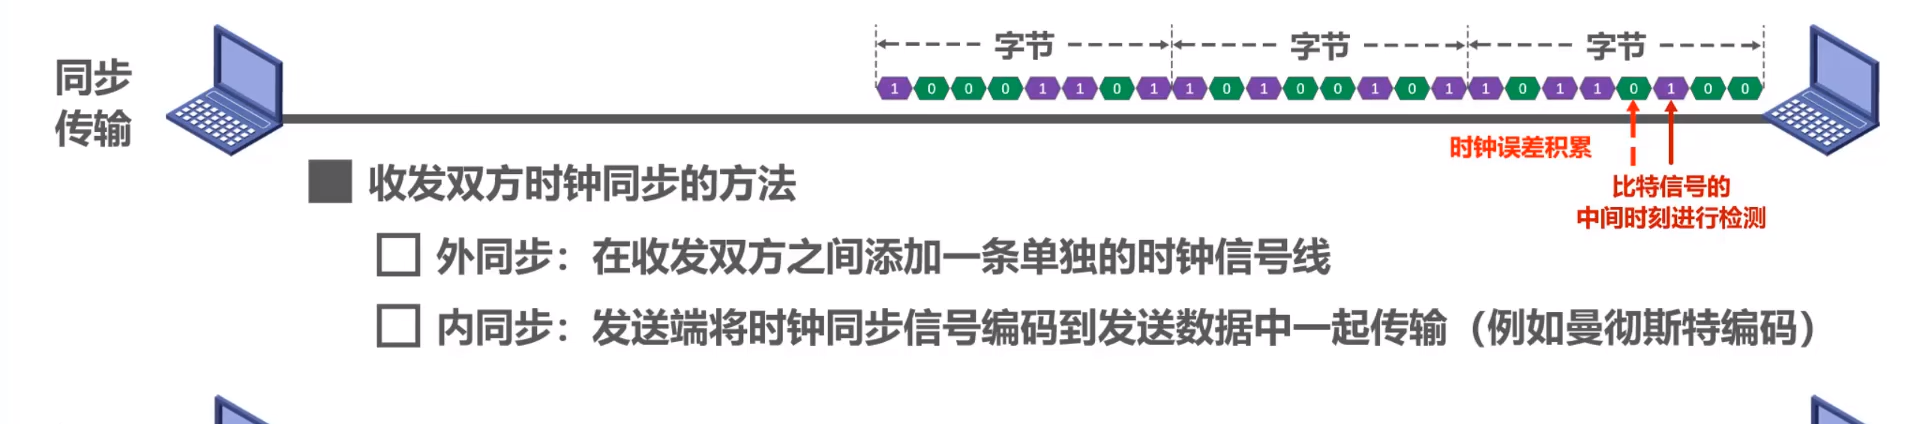 同步
传输
字节 字节 字节
1 0 0 0 1 1 0 1 1 0 1 0 0 1 0 1 1 0 1 1 0 1 0 0
时钟误差积累
比特信号的
中间时刻进行检测
收发双方时钟同步的方法
外同步：在收发双方之间添加一条单独的时钟信号线
内同步：发送端将时钟同步信号编码到发送数据中一起传输（例如曼彻斯特编码）